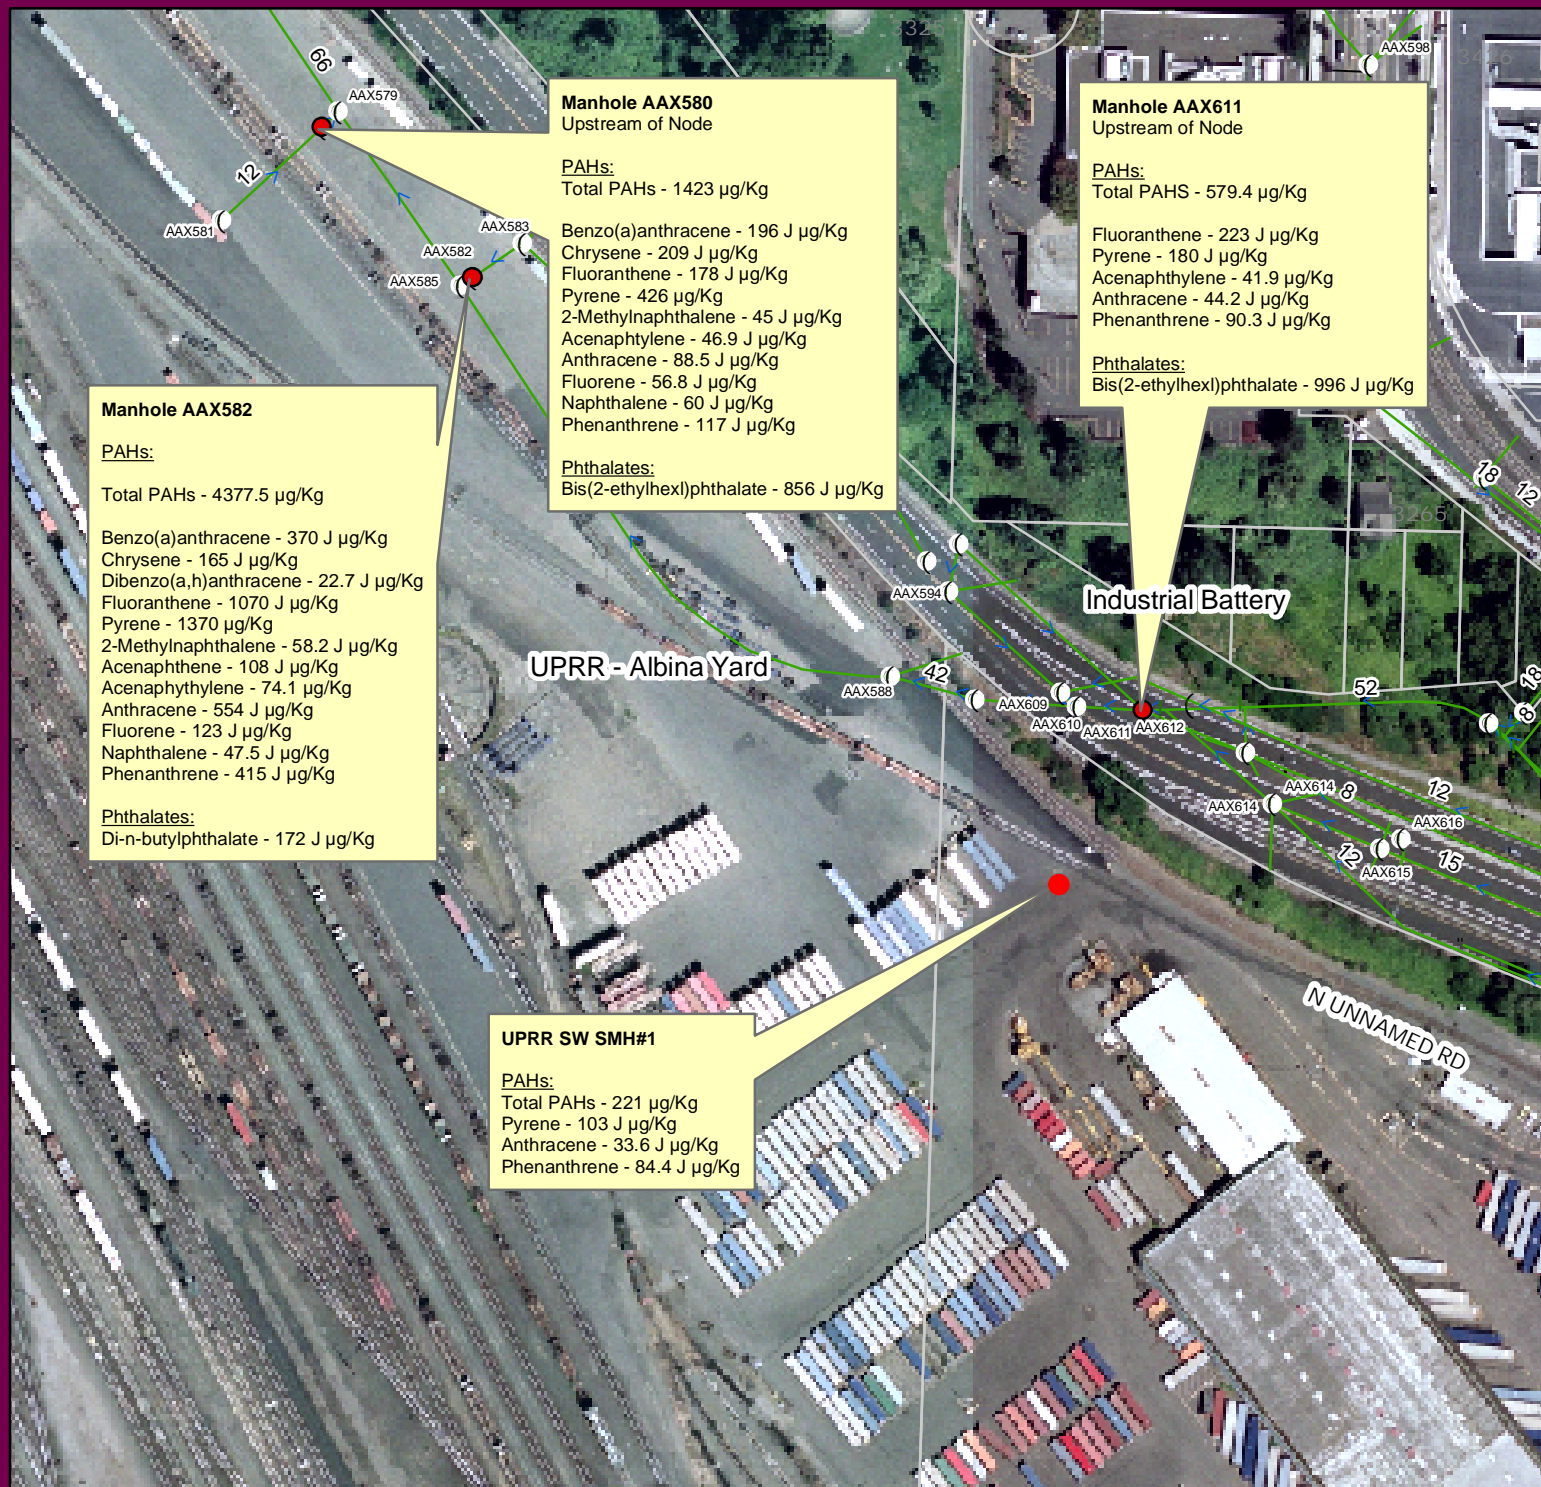 66
AAX579
12
AAX581
AAX583
AAX582
AAX585
AAX598
Manhole AAX580
Upstream of Node
PAHs:
Total PAHs - 1423 µg/Kg
Benzo(a)anthracene - 196 J µg/Kg
Chrysene - 209 J µg/Kg
Fluoranthene - 178 J µg/Kg
Pyrene - 426 µg/Kg
2-Methylnaphthalene - 45 J µg/Kg
Acenaphtylene - 46.9 J µg/Kg
Anthracene - 88.5 J µg/Kg
Fluorene - 56.8 J µg/Kg
Naphthalene - 60 J µg/Kg
Phenanthrene - 117 J µg/Kg
Phthalates:
Bis(2-ethylhexl)phthalate - 856 J µg/Kg
Manhole AAX611
Upstream of Node
PAHs:
Total PAHS - 579.4 µg/Kg
Fluoranthene - 223 J µg/Kg
Pyrene - 180 J µg/Kg
Acenaphthylene - 41.9 µg/Kg
Anthracene - 44.2 J µg/Kg
Phenanthrene - 90.3 J µg/Kg
Phthalates:
Bis(2-ethylhexl)phthalate - 996 J µg/Kg
Manhole AAX582
PAHs:
Total PAHs - 4377.5 µg/Kg
Benzo(a)anthracene - 370 J µg/Kg
Chrysene - 165 J µg/Kg
Dibenzo(a,h)anthracene - 22.7 J µg/Kg
Fluoranthene - 1070 J µg/Kg
Pyrene - 1370 µg/Kg
2-Methylnaphthalene - 58.2 J µg/Kg
Acenaphthene - 108 J µg/Kg
Acenaphythylene - 74.1 µg/Kg
Anthracene - 554 J µg/Kg
Fluorene - 123 J µg/Kg
Naphthalene - 47.5 J µg/Kg
Phenanthrene - 415 J µg/Kg
Phthalates:
Di-n-butylphthalate - 172 J µg/Kg
18
12
3265
AAX594
Industrial Battery
UPRR - Albina Yard
42
AAX588
AAX609
AAX610
AAX611
AAX612
52
18
8
AAX614
8
12
AAX614
AAX616
12
15
AAX615
N UNNAMED RD
UPRR SW SMH#1
PAHs:
Total PAHs - 221 µg/Kg
Pyrene - 103 J µg/Kg
Anthracene - 33.6 J µg/Kg
Phenanthrene - 84.4 J µg/Kg